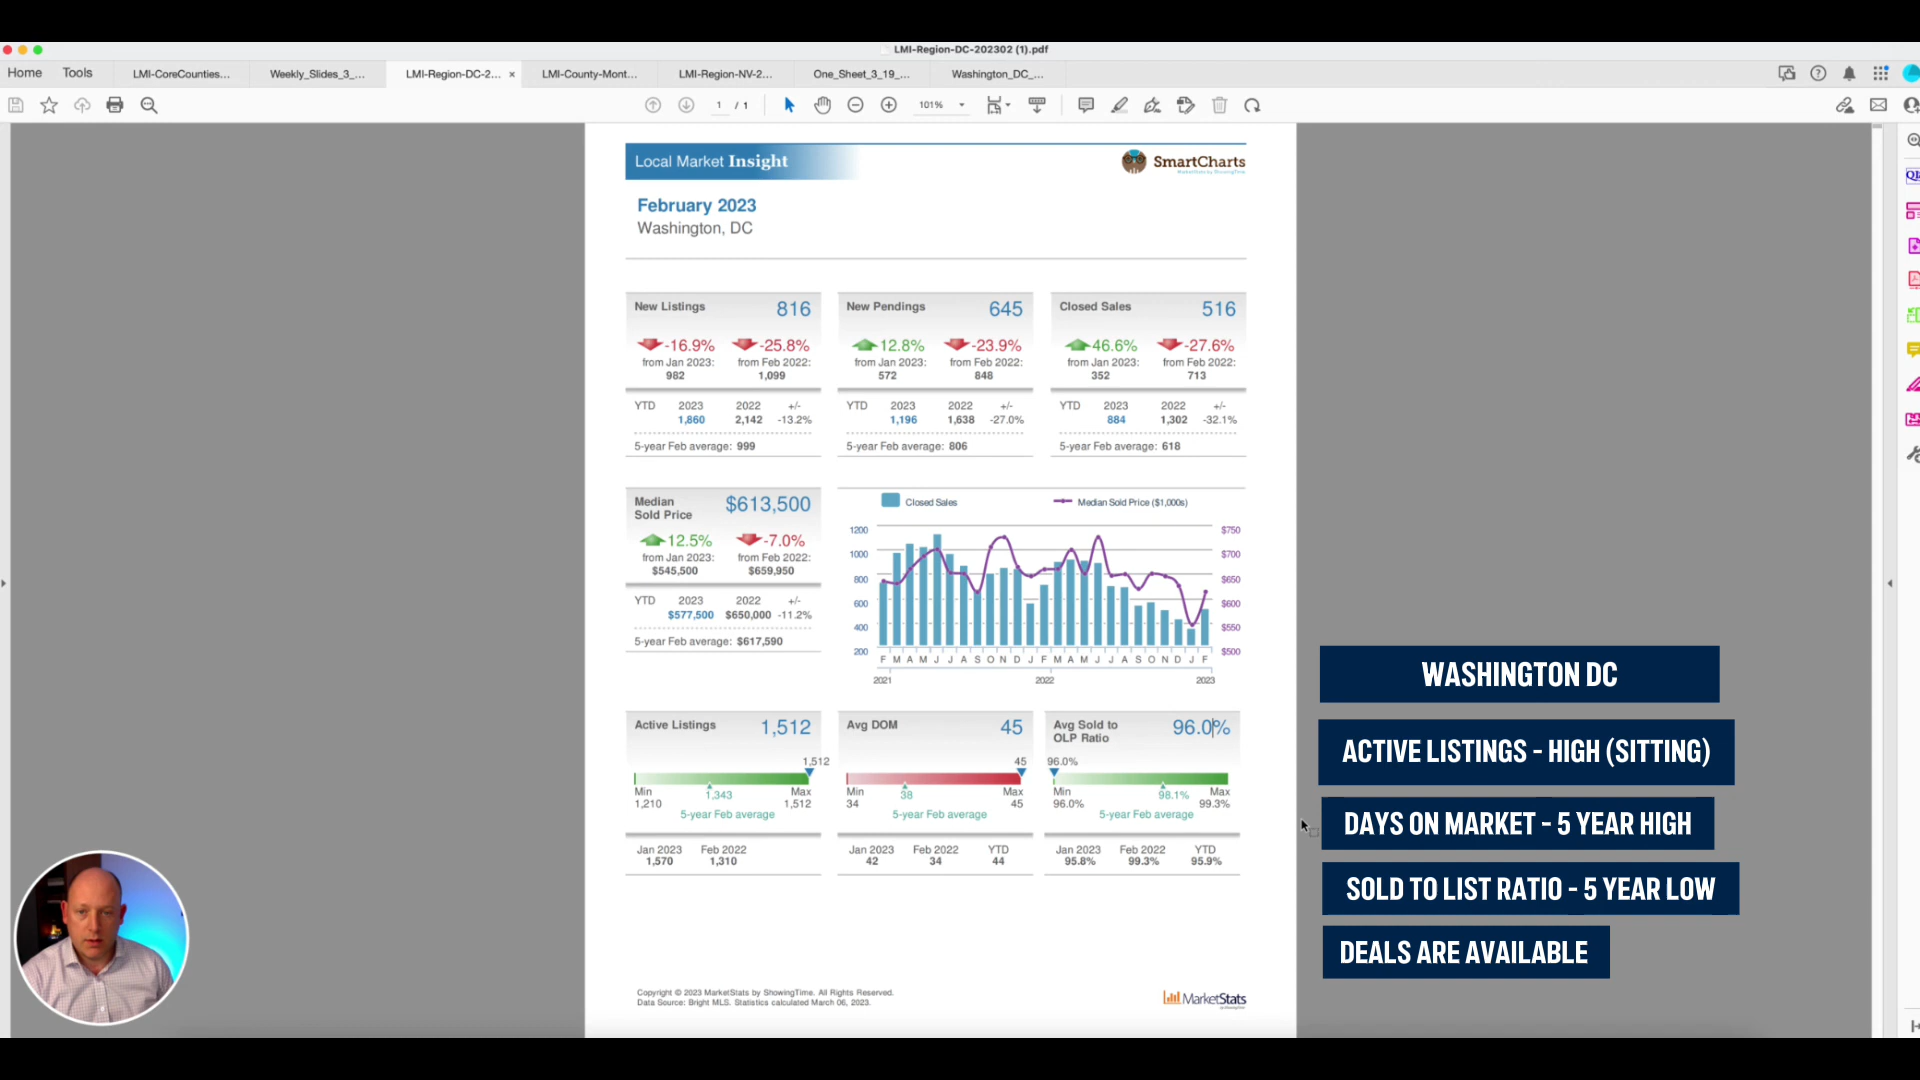 LMI-Region-DC-202302 (1).pdf
Home Tools LMI-CoreCounties... Weekly_Slides_3_... LMI-Region-DC-2... × LMI-County-Mont... LMI-Region-NV-2... One_Sheet_3_19_... Washington_DC_...
1 / 1 101%
Local Market Insight SmartCharts
February 2023
Washington, DC
New Listings 816
-16.9% -25.8%
from Jan 2023: from Feb 2022:
982 1,099
YTD 2023 2022 +/-
1,860 2,142 -13.2%
5-year Feb average: 999
New Pendings 645
12.8% -23.9%
from Jan 2023: from Feb 2022:
572 848
YTD 2023 2022 +/-
1,196 1,638 -27.0%
5-year Feb average: 806
Closed Sales 516
46.6% -27.6%
from Jan 2023: from Feb 2022:
352 713
YTD 2023 2022 +/-
884 1,302 -32.1%
5-year Feb average: 618
Median
Sold Price $613,500
12.5% -7.0%
from Jan 2023: from Feb 2022:
$545,500 $659,950
YTD 2023 2022 +/-
$577,500 $650,000 -11.2%
5-year Feb average: $617,590
Closed Sales Median Sold Price ($1,000s)
1200 $750
1000 $700
800 $650
600 $600
400 $550
200 $500
F M A M J J A S O N D J F M A M J J A S O N D J F
2021 2022 2023
Active Listings 1,512
1,512
Min 1,343 Max
1,210 1,512
5-year Feb average
Jan 2023 Feb 2022
1,570 1,310
Avg DOM 45
45
Min 38 Max
34 45
5-year Feb average
Jan 2023 Feb 2022 YTD
42 34 44
Avg Sold to
OLP Ratio 96.0%
96.0%
Min 98.1% Max
96.0% 99.3%
5-year Feb average
Jan 2023 Feb 2022 YTD
95.8% 99.3% 95.9%
Copyright © 2023 MarketStats by ShowingTime. All Rights Reserved.
Data Source: Bright MLS. Statistics calculated March 06, 2023.
MarketStats
WASHINGTON DC
ACTIVE LISTINGS - HIGH (SITTING)
DAYS ON MARKET - 5 YEAR HIGH
SOLD TO LIST RATIO - 5 YEAR LOW
DEALS ARE AVAILABLE